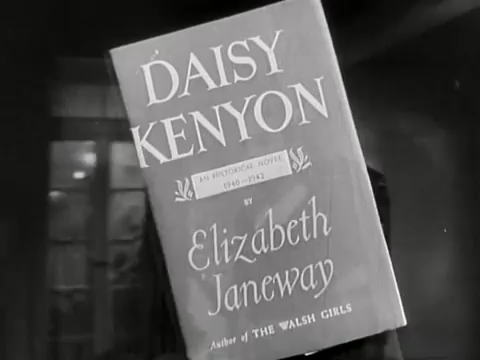 DAISY
KENYON
AN HISTORICAL NOVEL
1940-1942
BY
Elizabeth
Janeway
Author of THE WALSH GIRLS